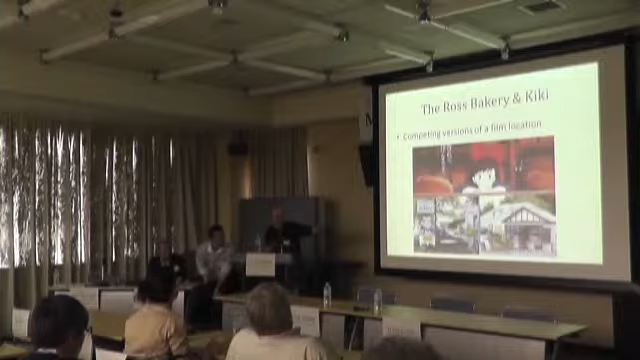 The Ross Bakery & Kiki
• Competing versions of a film location